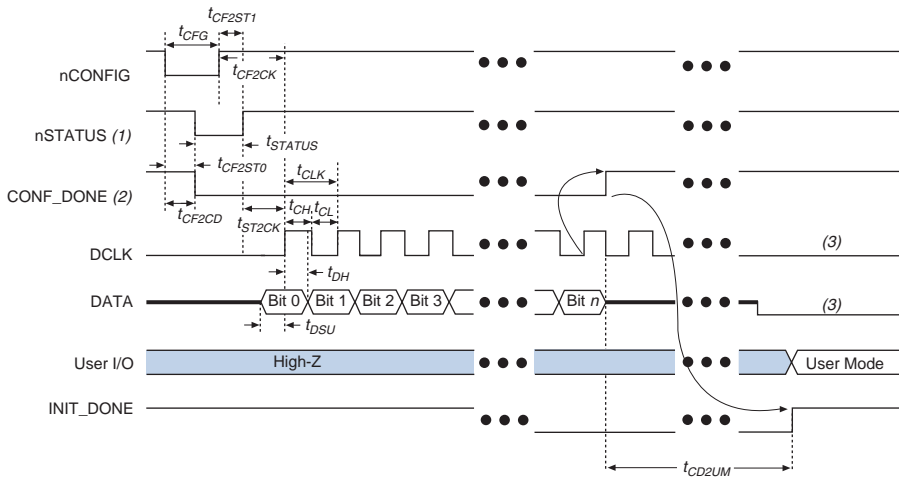 tCF2ST1
tCFG
nCONFIG
tCF2CK
nSTATUS (1)
tSTATUS
tCF2ST0
tCLK
CONF_DONE (2)
tCH tCL
tCF2CD
tST2CK
DCLK
(3)
tDH
DATA
Bit 0 Bit 1 Bit 2 Bit 3 Bit n
(3)
tDSU
User I/O
High-Z
User Mode
INIT_DONE
tCD2UM